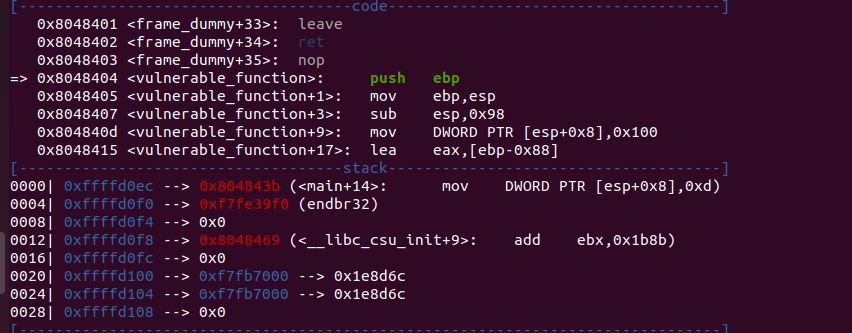 [-------------------------------------code-------------------------------------]
   0x8048401 <frame_dummy+33>:	leave
   0x8048402 <frame_dummy+34>:	ret
   0x8048403 <frame_dummy+35>:	nop
=> 0x8048404 <vulnerable_function>:	push   ebp
   0x8048405 <vulnerable_function+1>:	mov    ebp,esp
   0x8048407 <vulnerable_function+3>:	sub    esp,0x98
   0x804840d <vulnerable_function+9>:	mov    DWORD PTR [esp+0x8],0x100
   0x8048415 <vulnerable_function+17>:	lea    eax,[ebp-0x88]
[------------------------------------stack-------------------------------------]
0000| 0xffffd0ec --> 0x804843b (<main+14>:	mov    DWORD PTR [esp+0x8],0xd)
0004| 0xffffd0f0 --> 0xf7fe39f0 (endbr32)
0008| 0xffffd0f4 --> 0x0
0012| 0xffffd0f8 --> 0x8048469 (<__libc_csu_init+9>:	add    ebx,0x1b8b)
0016| 0xffffd0fc --> 0x0
0020| 0xffffd100 --> 0xf7fb7000 --> 0x1e8d6c
0024| 0xffffd104 --> 0xf7fb7000 --> 0x1e8d6c
0028| 0xffffd108 --> 0x0
[------------------------------------------------------------------------------]